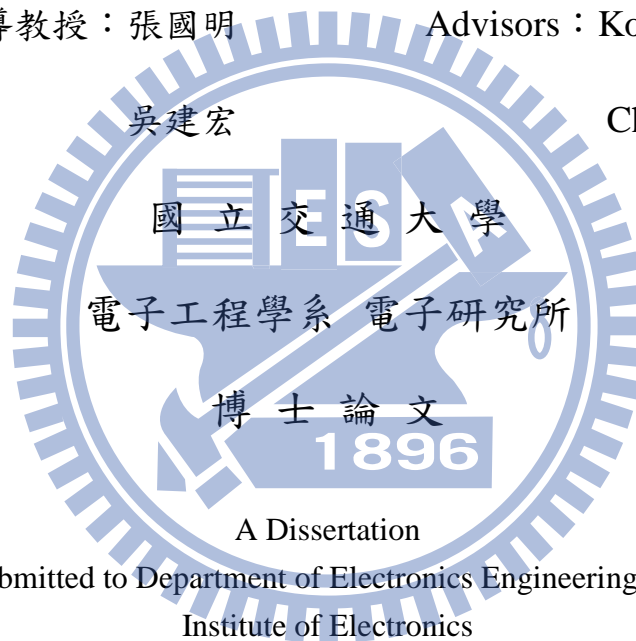 導教授：張國明 Advisors：Ko
吳建宏 Ch
國立交通大學
電子工程學系 電子研究所
博士論文
ESA
1896
A Dissertation
bmitted to Department of Electronics Engineering
Institute of Electronics